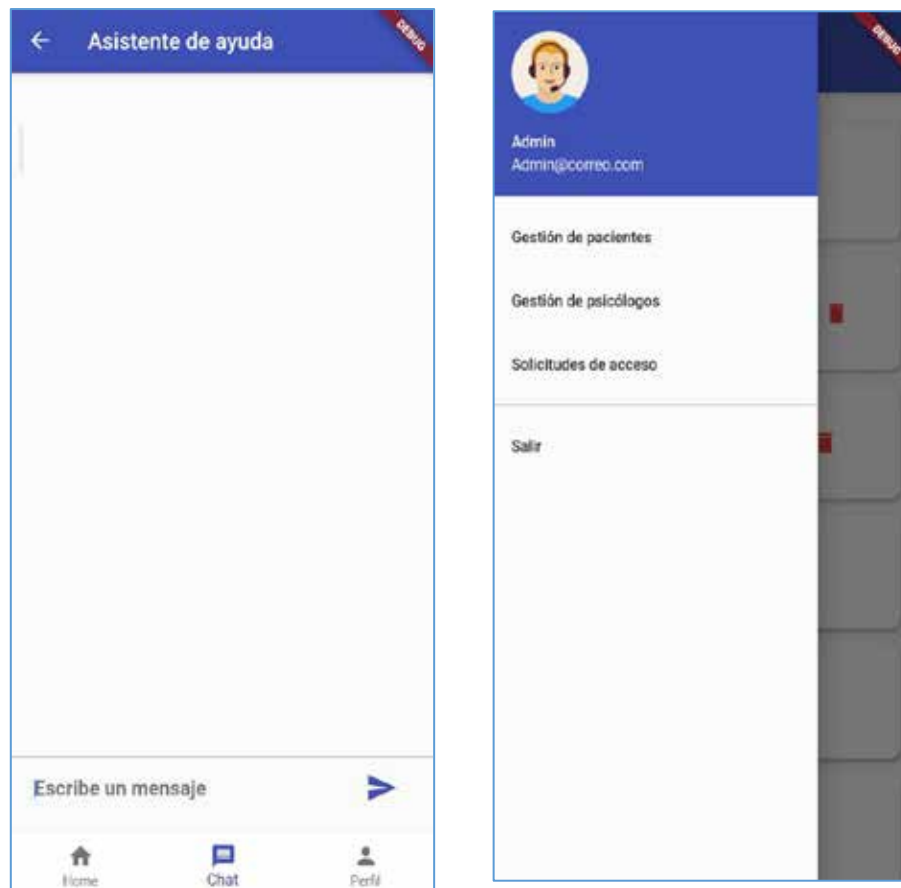 Asistente de ayuda
DEBUG
Escribe un mensaje
Home
Chat
Perfil
DEBUG
Admin
Admin@correo.com
Gestión de pacientes
Gestión de psicólogos
Solicitudes de acceso
Salir